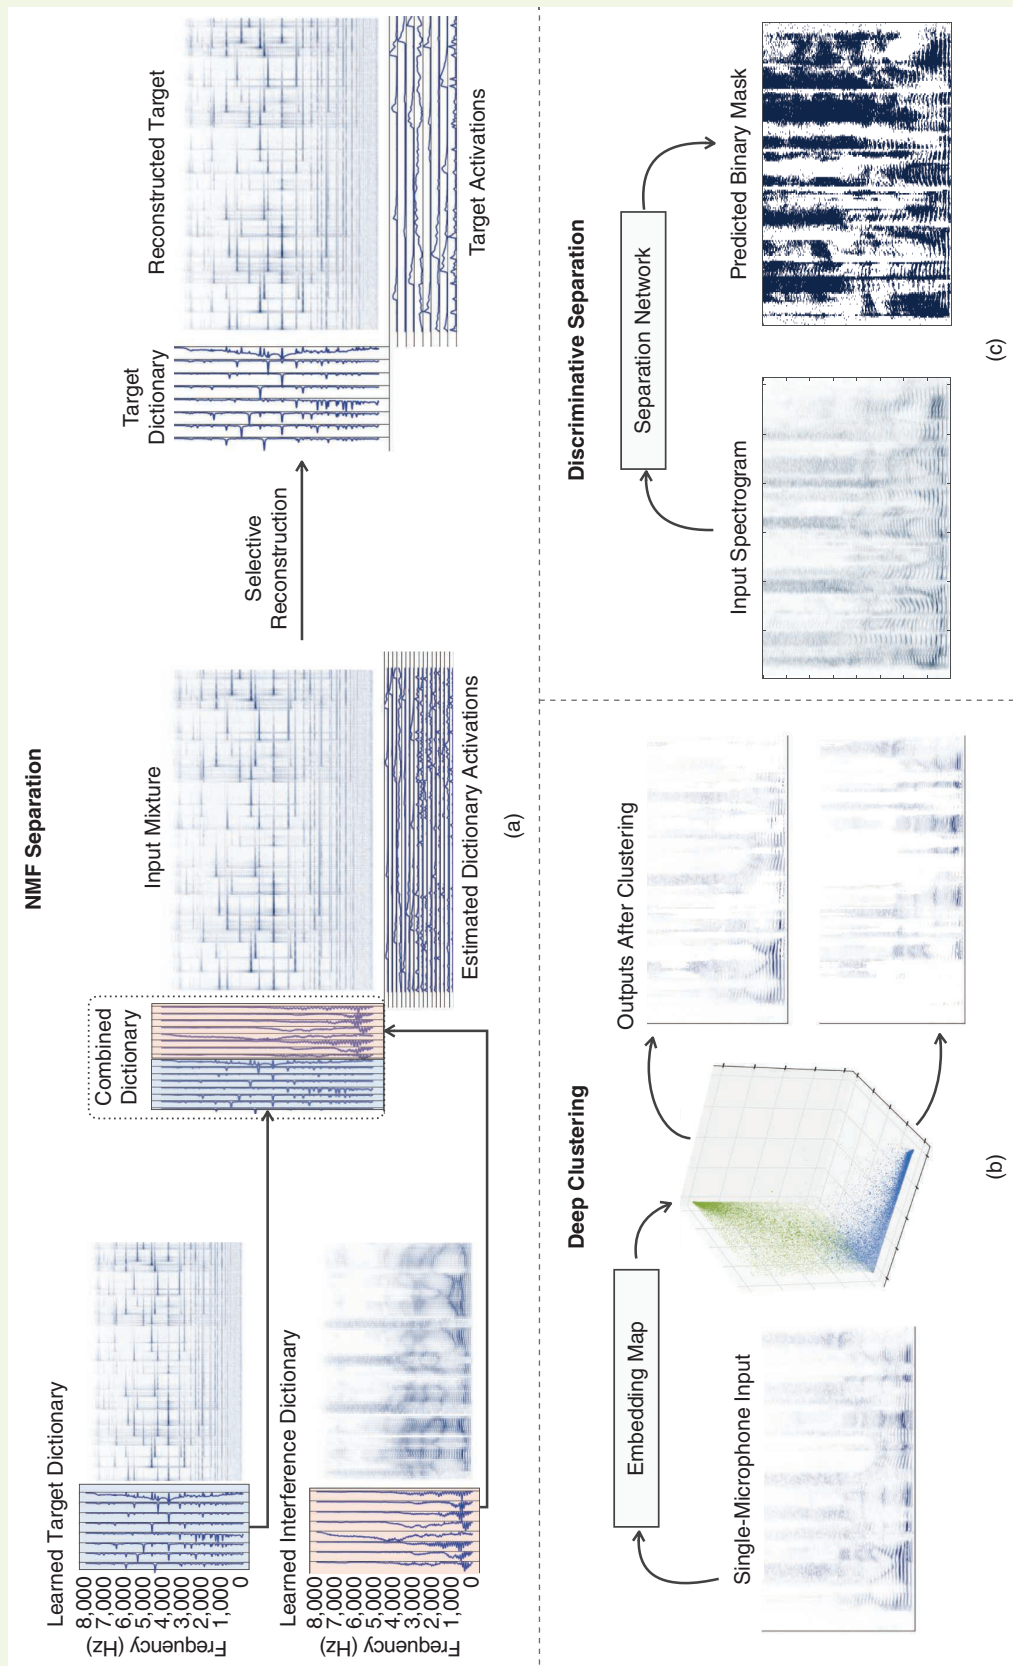 NMF Separation
Learned Target Dictionary
Frequency (Hz)
8,000
7,000
6,000
5,000
4,000
3,000
2,000
1,000
0
Learned Interference Dictionary
Frequency (Hz)
8,000
7,000
6,000
5,000
4,000
3,000
2,000
1,000
0
Combined
Dictionary
Input Mixture
Estimated Dictionary Activations
Selective
Reconstruction
Target
Dictionary
Reconstructed Target
Target Activations
(a)
Deep Clustering
Single-Microphone Input
Embedding Map
Outputs After Clustering
(b)
Discriminative Separation
Input Spectrogram
Separation Network
Predicted Binary Mask
(c)